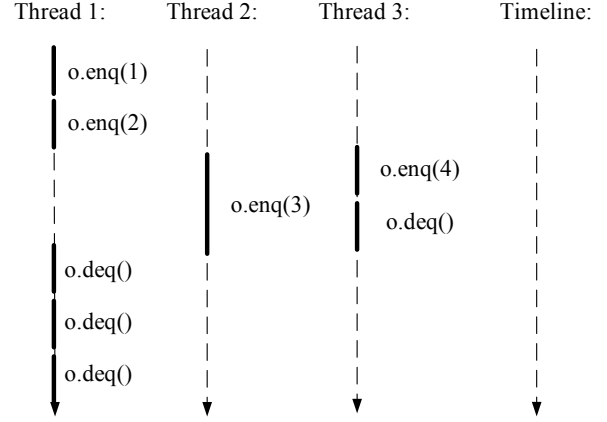 Thread 1: Thread 2: Thread 3: Timeline:
o.enq(1)
o.enq(2)
o.enq(4)
o.enq(3)
o.deq()
o.deq()
o.deq()
o.deq()